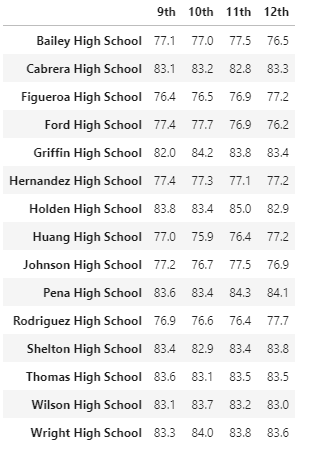 9th 10th 11th 12th
Bailey High School 77.1 77.0 77.5 76.5
Cabrera High School 83.1 83.2 82.8 83.3
Figueroa High School 76.4 76.5 76.9 77.2
Ford High School 77.4 77.7 76.9 76.2
Griffin High School 82.0 84.2 83.8 83.4
Hernandez High School 77.4 77.3 77.1 77.2
Holden High School 83.8 83.4 85.0 82.9
Huang High School 77.0 75.9 76.4 77.2
Johnson High School 77.2 76.7 77.5 76.9
Pena High School 83.6 83.4 84.3 84.1
Rodriguez High School 76.9 76.6 76.4 77.7
Shelton High School 83.4 82.9 83.4 83.8
Thomas High School 83.6 83.1 83.5 83.5
Wilson High School 83.1 83.7 83.2 83.0
Wright High School 83.3 84.0 83.8 83.6